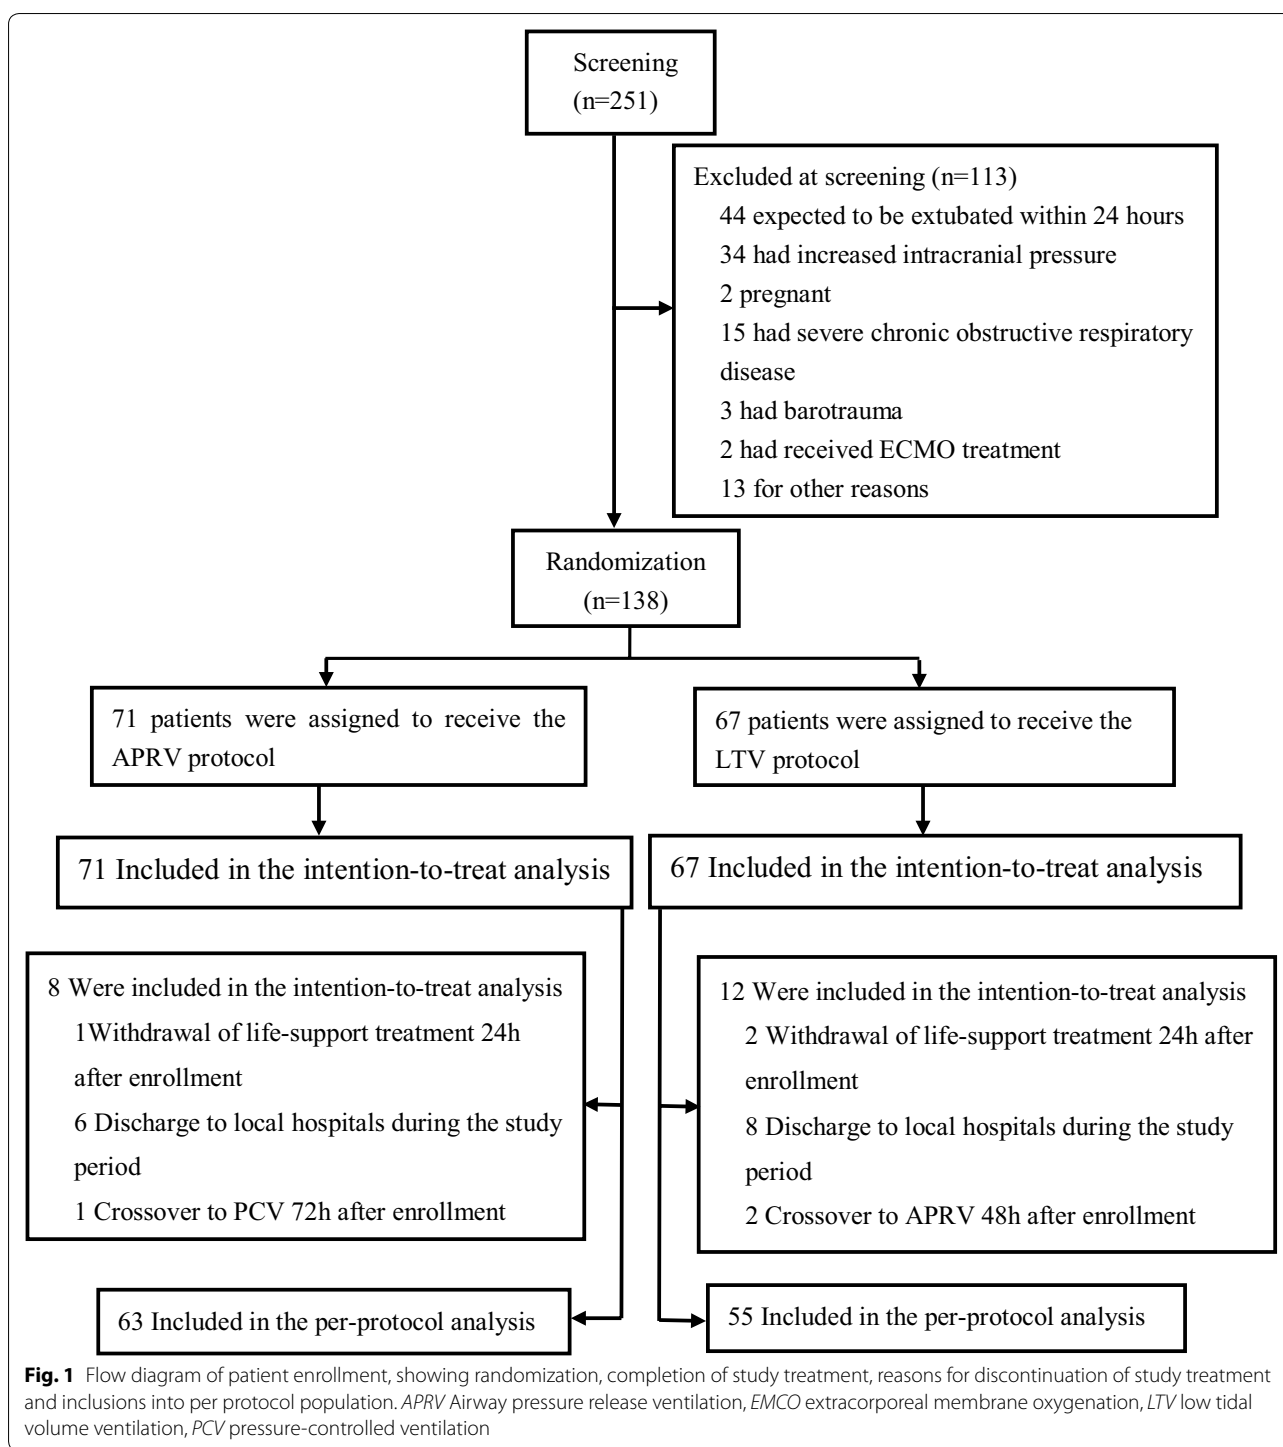 Screening
(n=251)
Excluded at screening (n=113)
44 expected to be extubated within 24 hours
34 had increased intracranial pressure
2 pregnant
15 had severe chronic obstructive respiratory
disease
3 had barotrauma
2 had received ECMO treatment
13 for other reasons
Randomization
(n=138)
71 patients were assigned to receive the
APRV protocol
67 patients were assigned to receive the
LTV protocol
71 Included in the intention-to-treat analysis
67 Included in the intention-to-treat analysis
8 Were included in the intention-to-treat analysis
1Withdrawal of life-support treatment 24h
after enrollment
6 Discharge to local hospitals during the study
period
1 Crossover to PCV 72h after enrollment
12 Were included in the intention-to-treat analysis
2 Withdrawal of life-support treatment 24h after
enrollment
8 Discharge to local hospitals during the study
period
2 Crossover to APRV 48h after enrollment
63 Included in the per-protocol analysis
55 Included in the per-protocol analysis
Fig. 1 Flow diagram of patient enrollment, showing randomization, completion of study treatment, reasons for discontinuation of study treatment
and inclusions into per protocol population. APRV Airway pressure release ventilation, EMCO extracorporeal membrane oxygenation, LTV low tidal
volume ventilation, PCV pressure-controlled ventilation